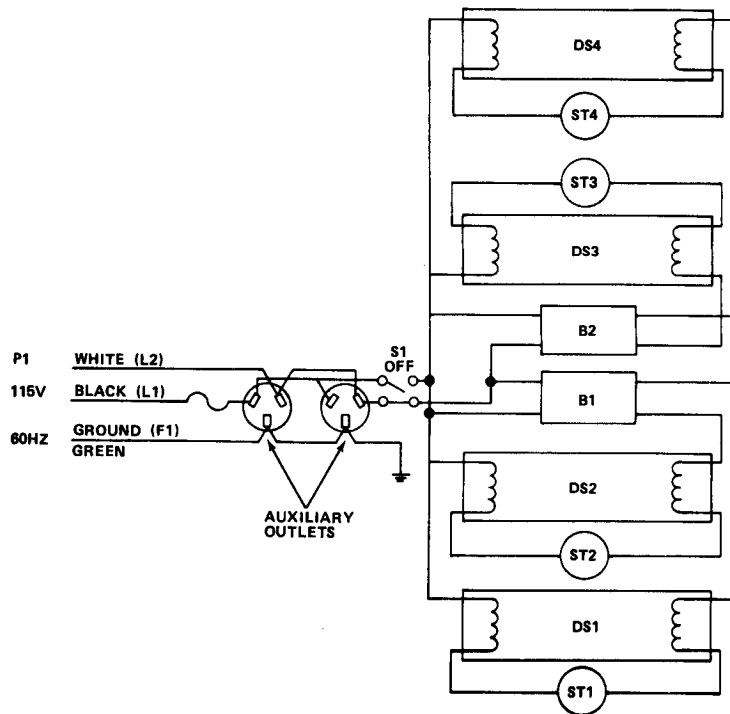 DS4
ST4
ST3
DS3
B2
S1
OFF
P1 WHITE (L2)
115V BLACK (L1)
B1
60HZ GROUND (F1)
GREEN
DS2
AUXILIARY
OUTLETS
ST2
DS1
ST1